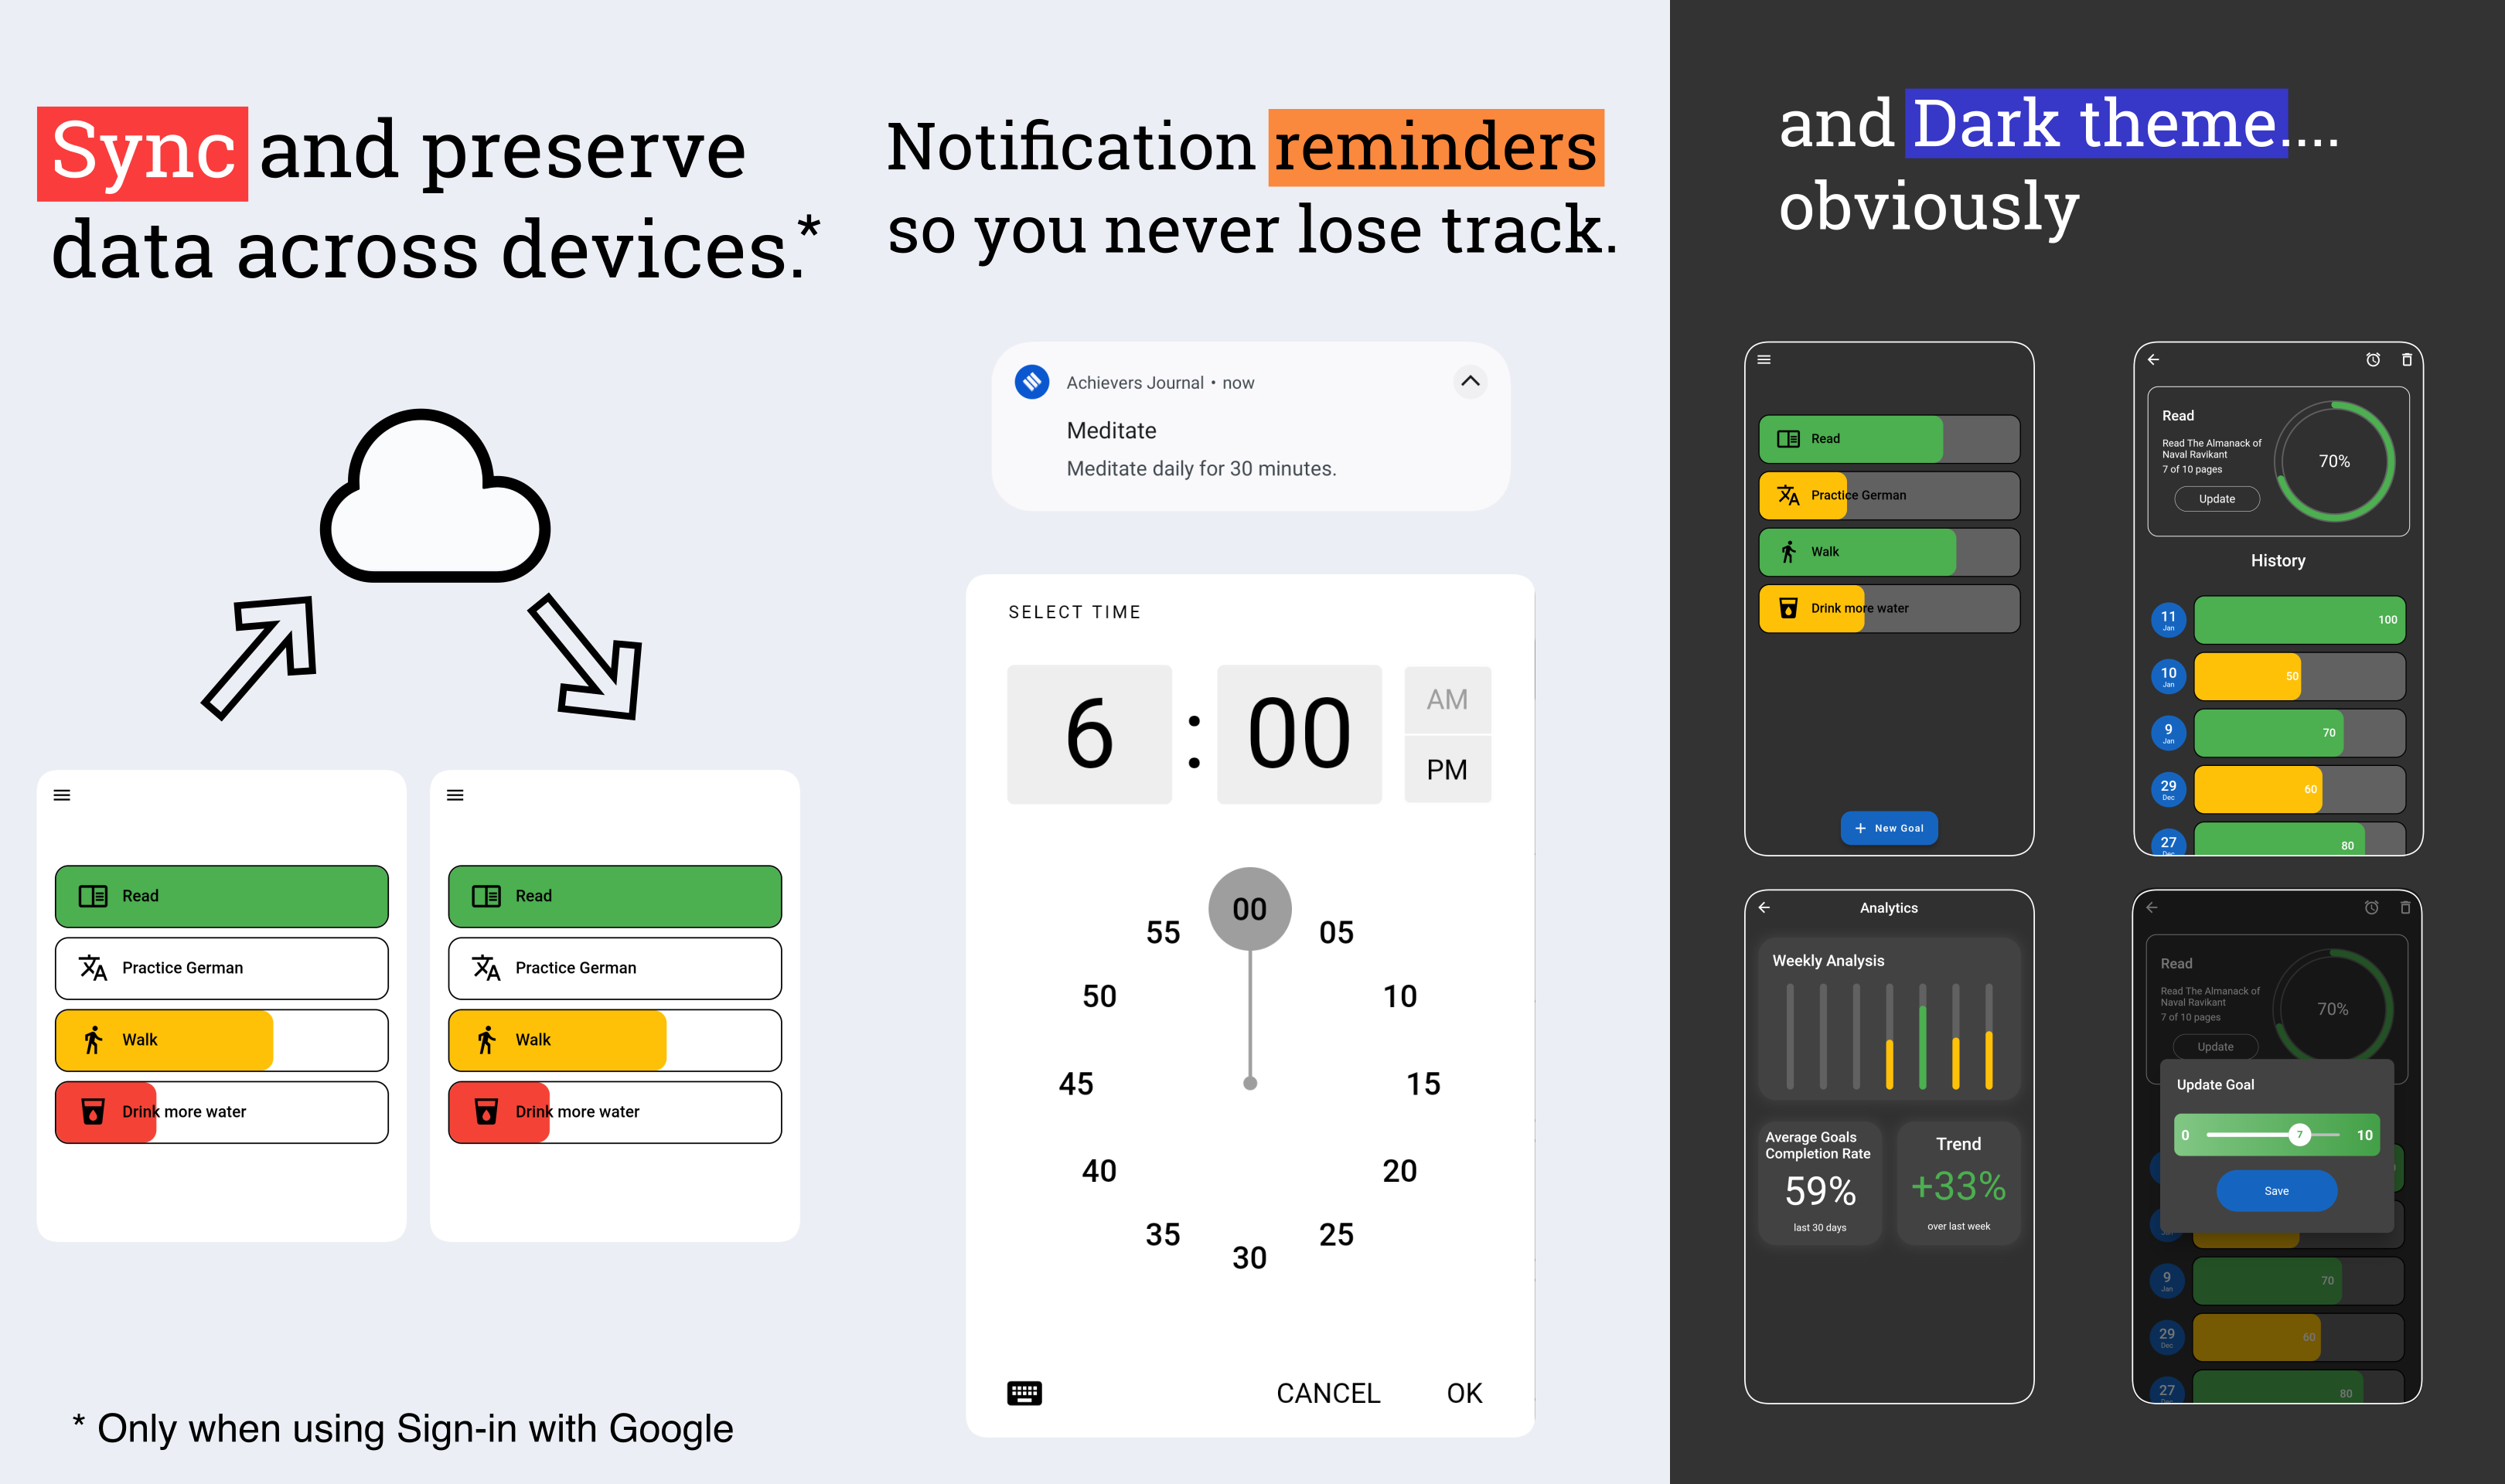 Sync and preserve
data across devices.*
Read
Practice German
Walk
Drink more water
Read
Practice German
Walk
Drink more water
* Only when using Sign-in with Google
Notification reminders
so you never lose track.
Achievers Journal • now
Meditate
Meditate daily for 30 minutes.
SELECT TIME
6 : 00
AM
PM
00
05
10
15
20
25
30
35
40
45
50
55
CANCEL OK
and Dark theme....
obviously
Read
Practice German
Walk
Drink more water
+ New Goal
Read
Read The Almanack of
Naval Ravikant
7 of 10 pages
Update
70%
History
11 Jan 100
10 Jan 50
9 Jan 70
29 Dec 60
27 Dec 80
Analytics
Weekly Analysis
Average Goals
Completion Rate
59%
last 30 days
Trend
+33%
over last week
Read
Read The Almanack of
Naval Ravikant
7 of 10 pages
Update
70%
Update Goal
0 7 10
Save
9 Jan 70
29 Dec 60
27 80